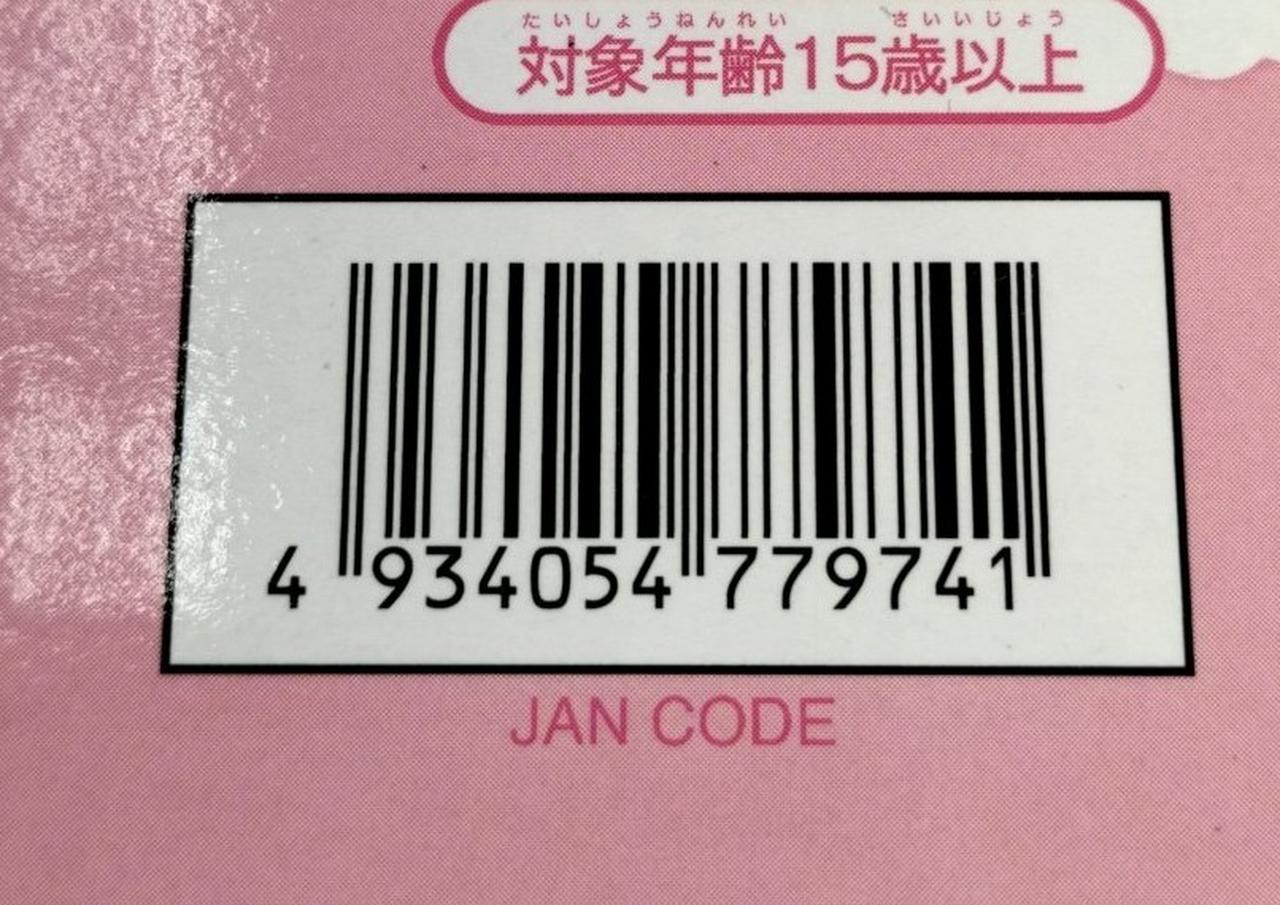 たいしょうねんれい さいいじょう
対象年齢15歳以上
4 934054 779741
JAN CODE